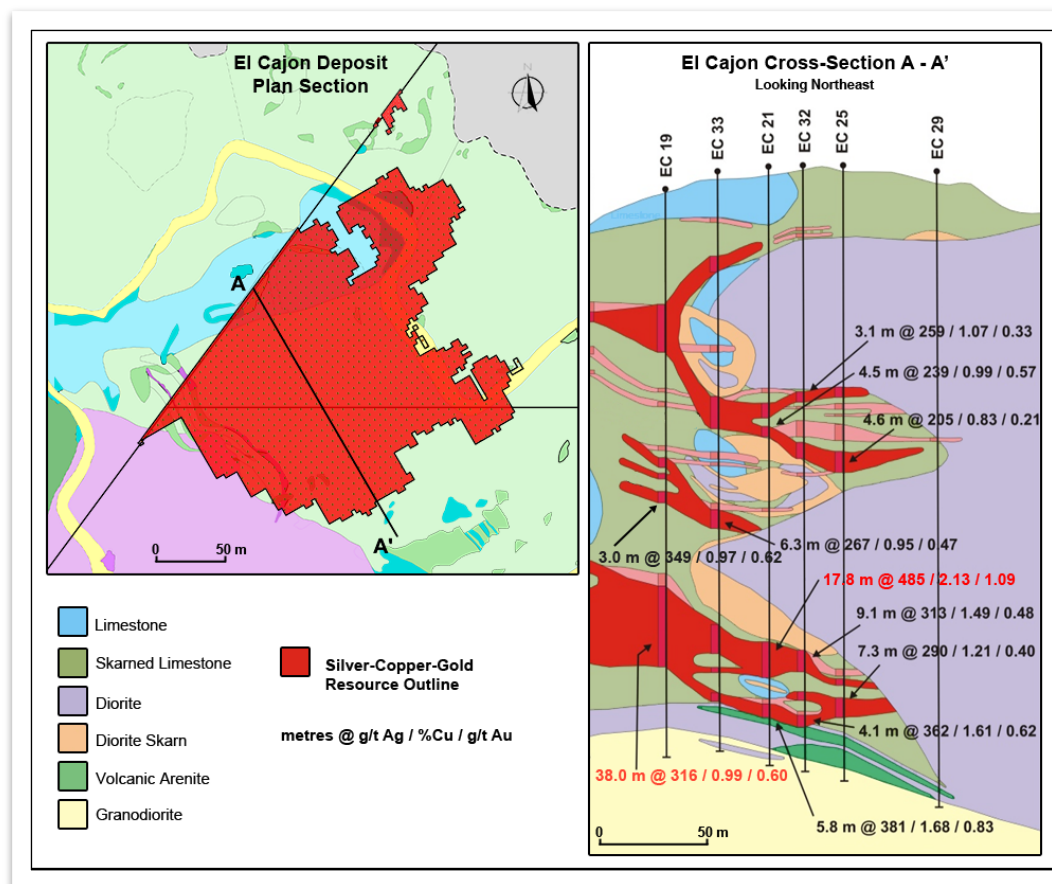 El Cajon Deposit
Plan Section
N
A
A'
0 50 m
Limestone
Skarned Limestone
Diorite
Diorite Skarn
Volcanic Arenite
Granodiorite
Silver-Copper-Gold
Resource Outline
metres @ g/t Ag / %Cu / g/t Au
El Cajon Cross-Section A - A’
Looking Northeast
EC 19
EC 33
EC 21
EC 32
EC 25
EC 29
Limestone
3.1 m @ 259 / 1.07 / 0.33
4.5 m @ 239 / 0.99 / 0.57
4.6 m @ 205 / 0.83 / 0.21
6.3 m @ 267 / 0.95 / 0.47
3.0 m @ 349 / 0.97 / 0.62
17.8 m @ 485 / 2.13 / 1.09
9.1 m @ 313 / 1.49 / 0.48
7.3 m @ 290 / 1.21 / 0.40
4.1 m @ 362 / 1.61 / 0.62
38.0 m @ 316 / 0.99 / 0.60
5.8 m @ 381 / 1.68 / 0.83
0 50 m